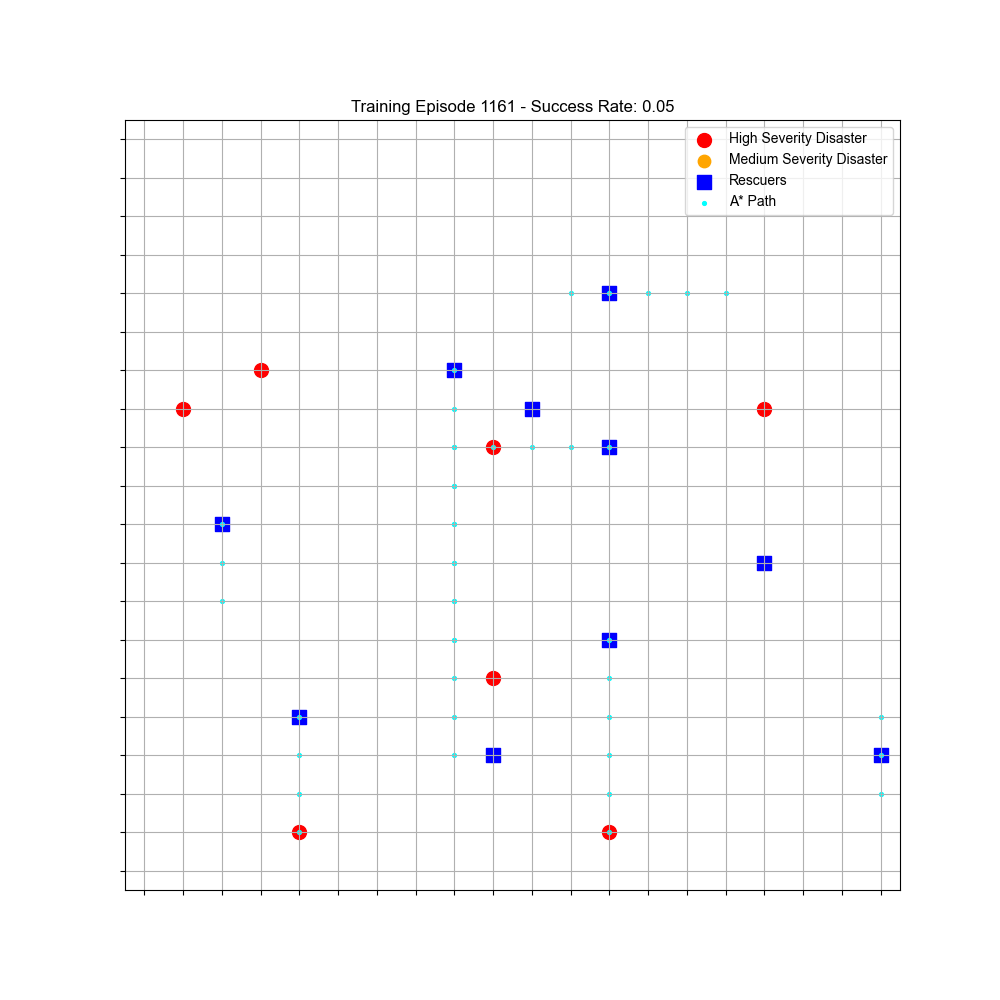 Training Episode 1161 - Success Rate: 0.05
High Severity Disaster
Medium Severity Disaster
Rescuers
A* Path